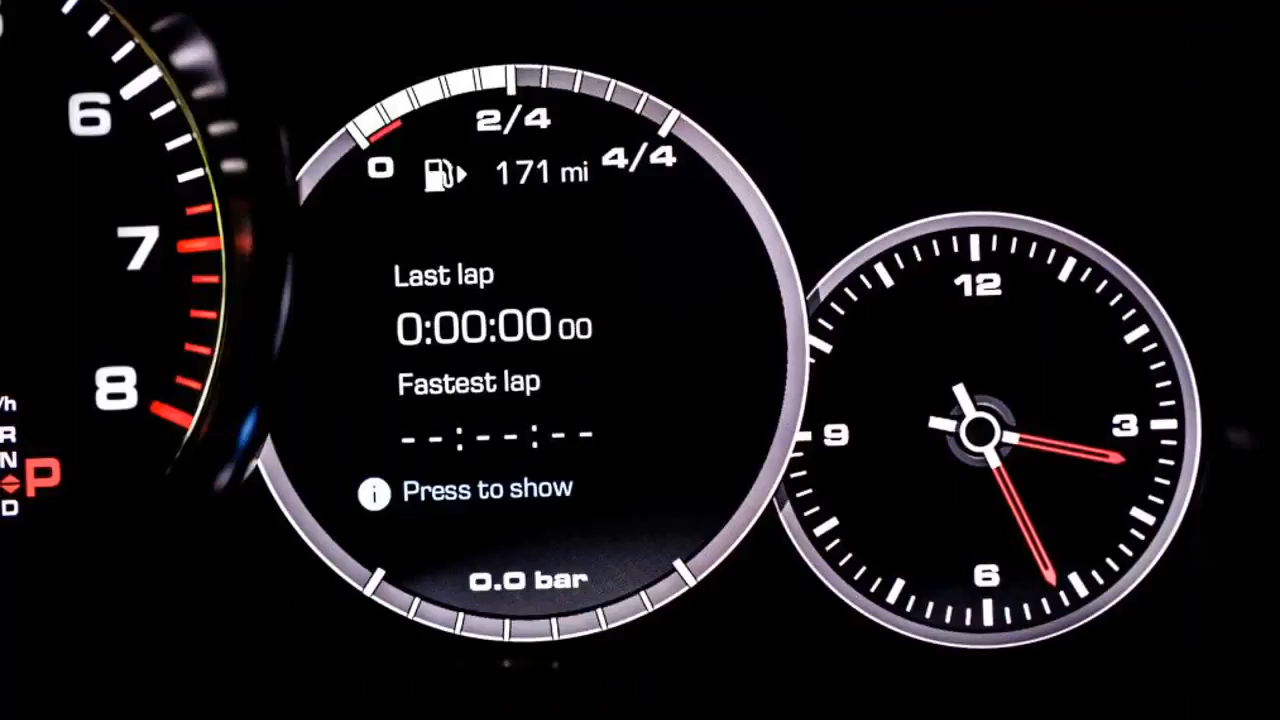 6
7
8
/h
R
N
P
D
2/4
0
4/4
171 mi
Last lap
0:00:00 00
Fastest lap
--:--:--
i Press to show
0.0 bar
12
3
6
9